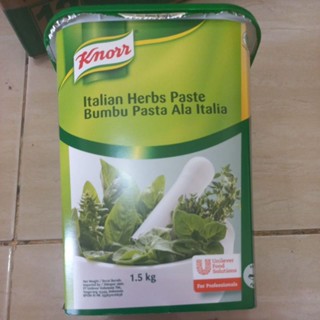 Knorr
Italian Herbs Paste
Bumbu Pasta Ala Italia
1.5 kg
Unilever
Food
Solutions
For Professionals